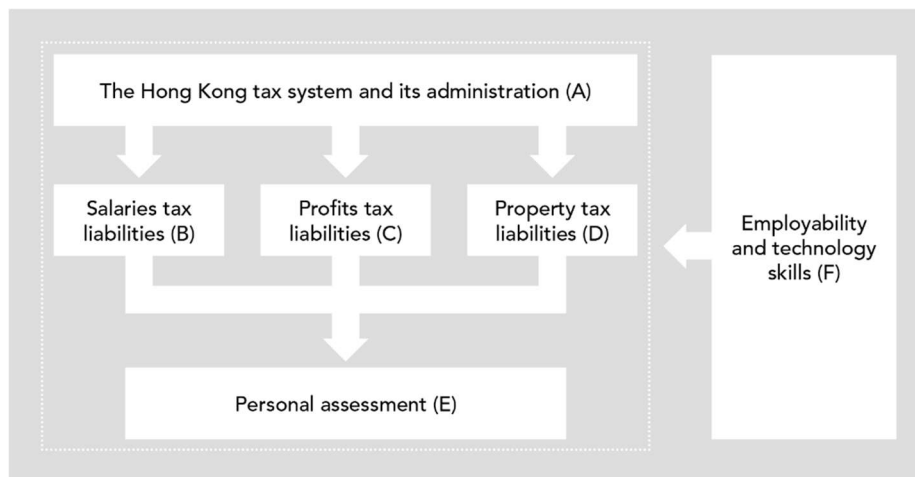 The Hong Kong tax system and its administration (A)
Salaries tax
liabilities (B)
Profits tax
liabilities (C)
Property tax
liabilities (D)
Employability
and technology
skills (F)
Personal assessment (E)